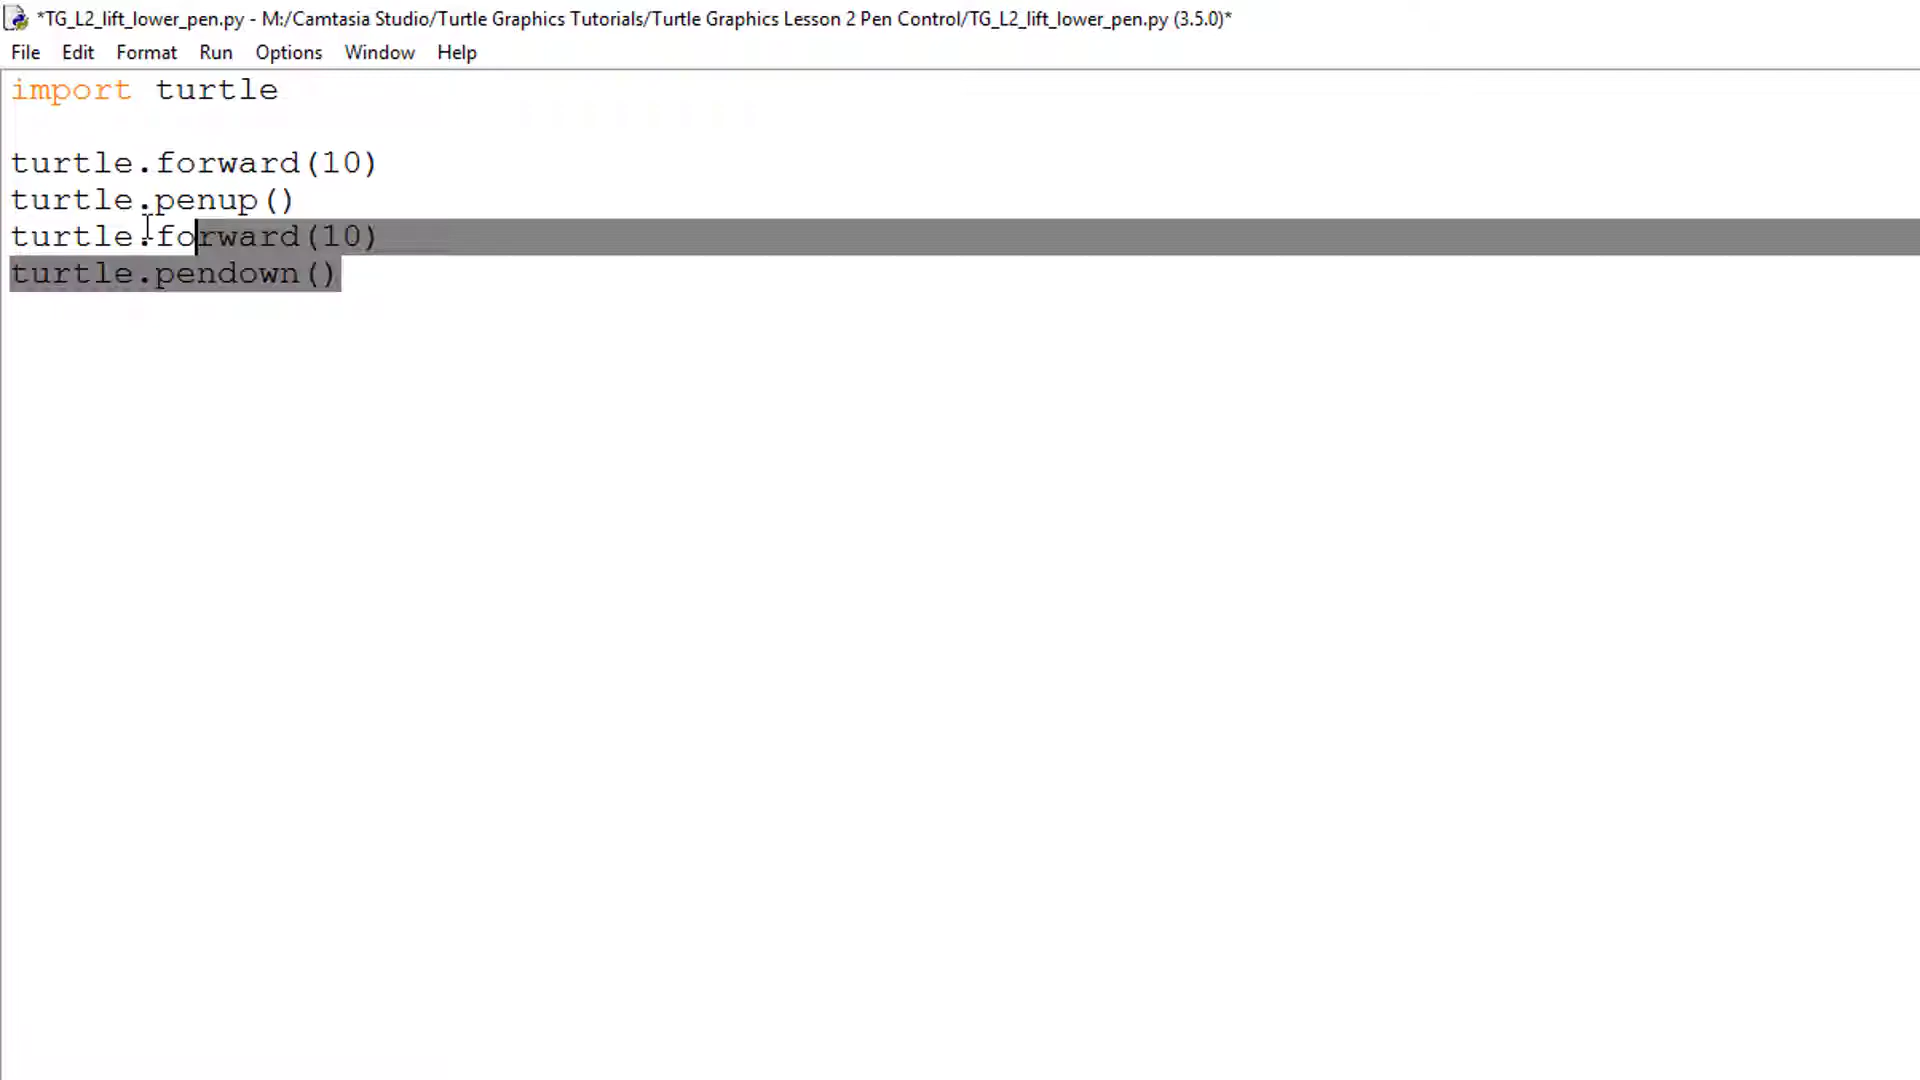 *TG_L2_lift_lower_pen.py - M:/Camtasia Studio/Turtle Graphics Tutorials/Turtle Graphics Lesson 2 Pen Control/TG_L2_lift_lower_pen.py (3.5.0)*
File Edit Format Run Options Window Help
import turtle
turtle.forward(10)
turtle.penup()
turtle.forward(10)
turtle.pendown()